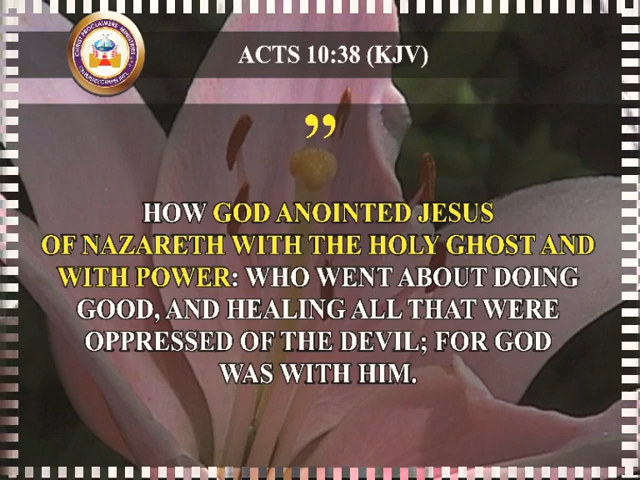 ACTS 10:38 (KJV)
”
HOW GOD ANOINTED JESUS
OF NAZARETH WITH THE HOLY GHOST AND
WITH POWER: WHO WENT ABOUT DOING
GOOD, AND HEALING ALL THAT WERE
OPPRESSED OF THE DEVIL; FOR GOD
WAS WITH HIM.